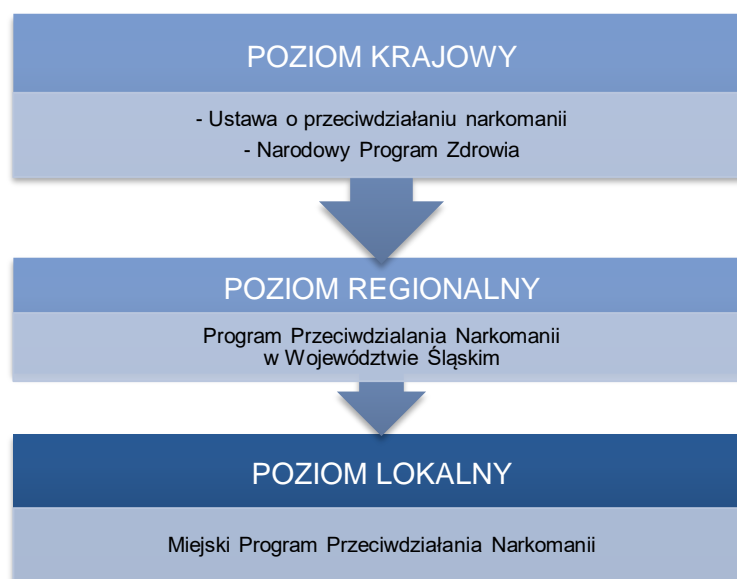 POZIOM KRAJOWY
- Ustawa o przeciwdziałaniu narkomanii
- Narodowy Program Zdrowia
POZIOM REGIONALNY
Program Przeciwdzialania Narkomanii
w Województwie Śląskim
POZIOM LOKALNY
Miejski Program Przeciwdziałania Narkomanii